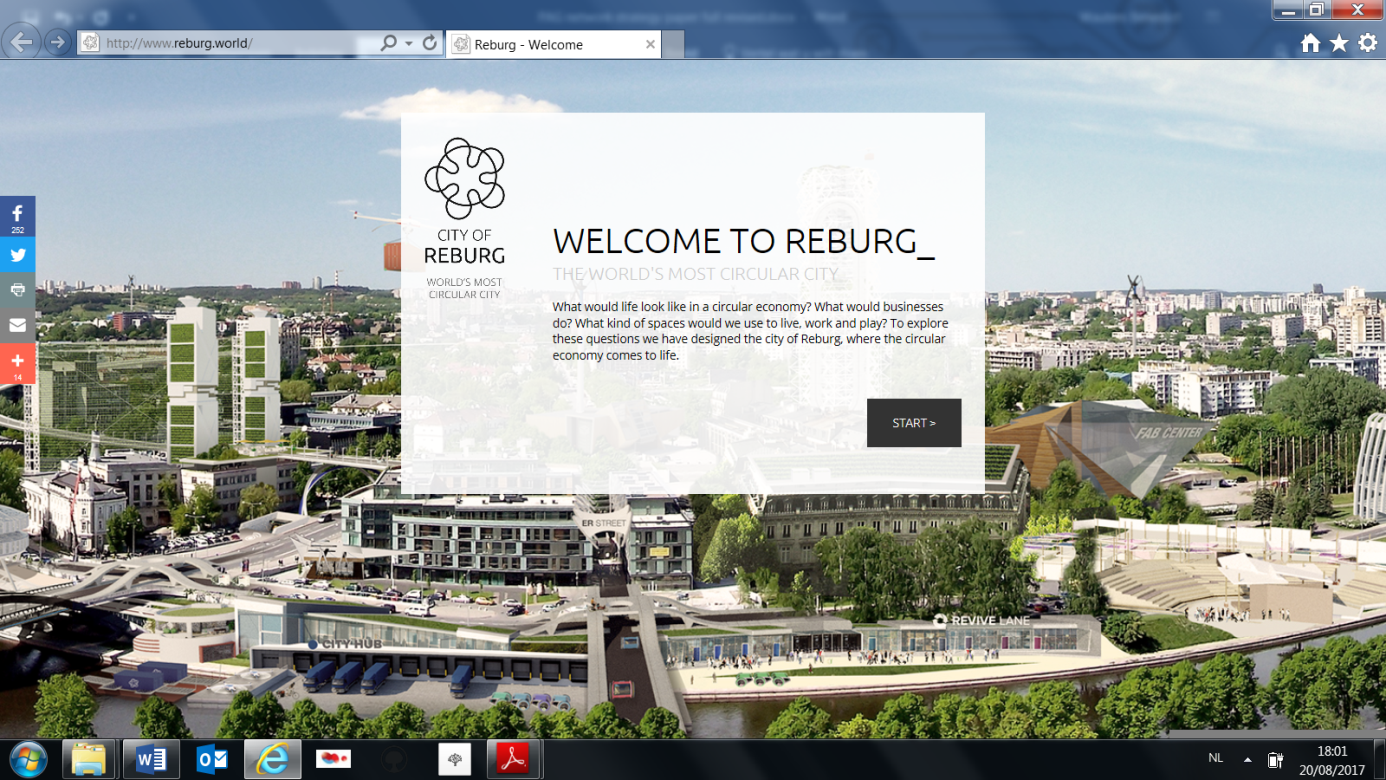 http://www.reburg.world/
Reburg - Welcome
252
14
CITY OF
REBURG
WORLD'S MOST
CIRCULAR CITY
WELCOME TO REBURG_
THE WORLD'S MOST CIRCULAR CITY
What would life look like in a circular economy? What would businesses
do? What kind of spaces would we use to live, work and play? To explore
these questions we have designed the city of Reburg, where the circular
economy comes to life.
START >
FAB CENTER
ER STREET
REVIVE LANE
CITY HUB
NL
18:01
20/08/2017